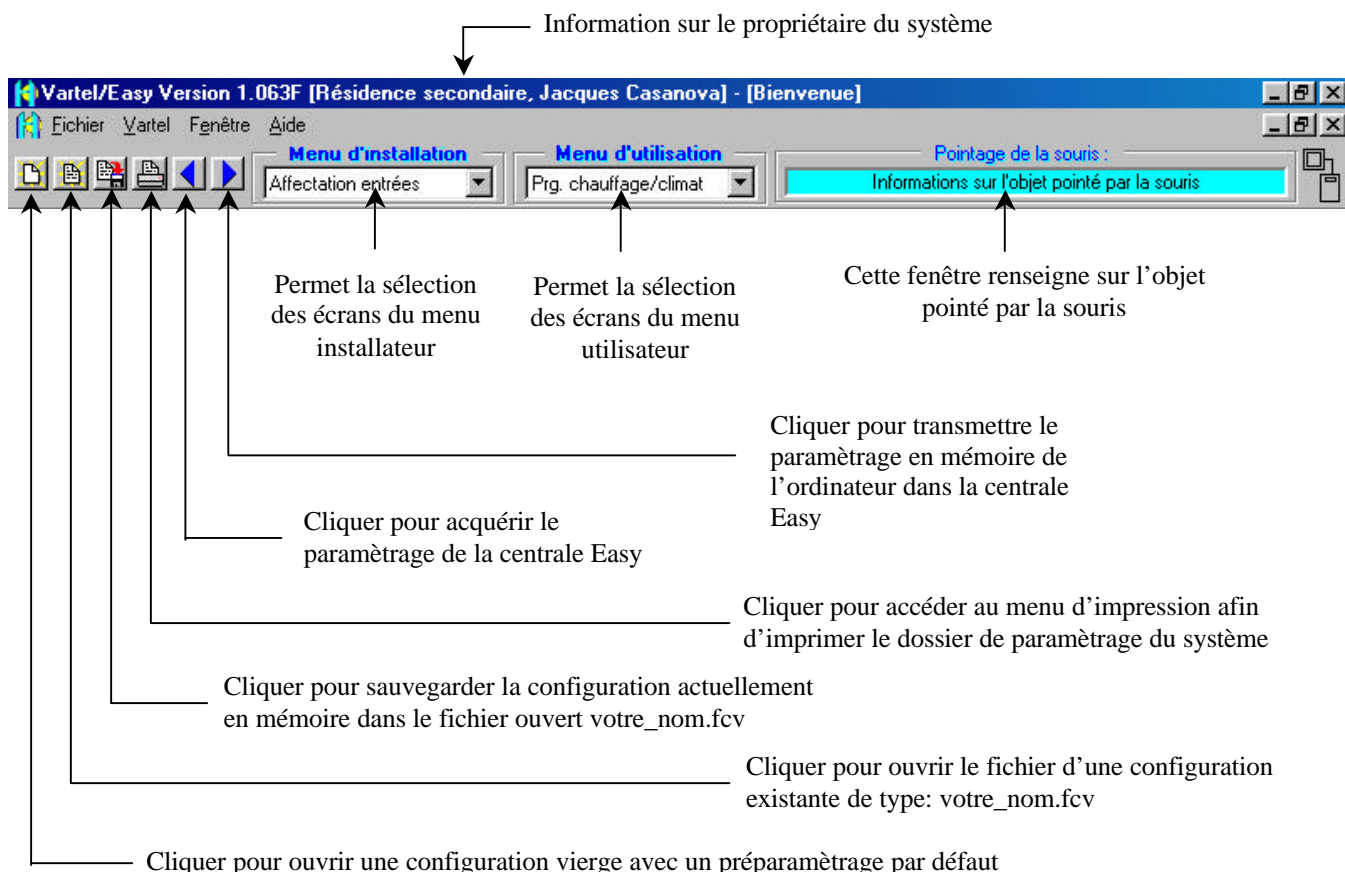 Information sur le propriétaire du système
Vartel/Easy Version 1.063F [Résidence secondaire, Jacques Casanova] - [Bienvenue]
Fichier Vartel Fenêtre Aide
Menu d'installation
Menu d'utilisation
Pointage de la souris :
Affectation entrées
Prg. chauffage/climat
Informations sur l'objet pointé par la souris
Permet la sélection
des écrans du menu
installateur
Permet la sélection
des écrans du menu
utilisateur
Cette fenêtre renseigne sur l’objet
pointé par la souris
Cliquer pour transmettre le
paramètrage en mémoire de
l’ordinateur dans la centrale
Easy
Cliquer pour acquérir le
paramètrage de la centrale Easy
Cliquer pour accéder au menu d’impression afin
d’imprimer le dossier de paramètrage du système
Cliquer pour sauvegarder la configuration actuellement
en mémoire dans le fichier ouvert votre_nom.fcv
Cliquer pour ouvrir le fichier d’une configuration
existante de type: votre_nom.fcv
Cliquer pour ouvrir une configuration vierge avec un préparamètrage par défaut